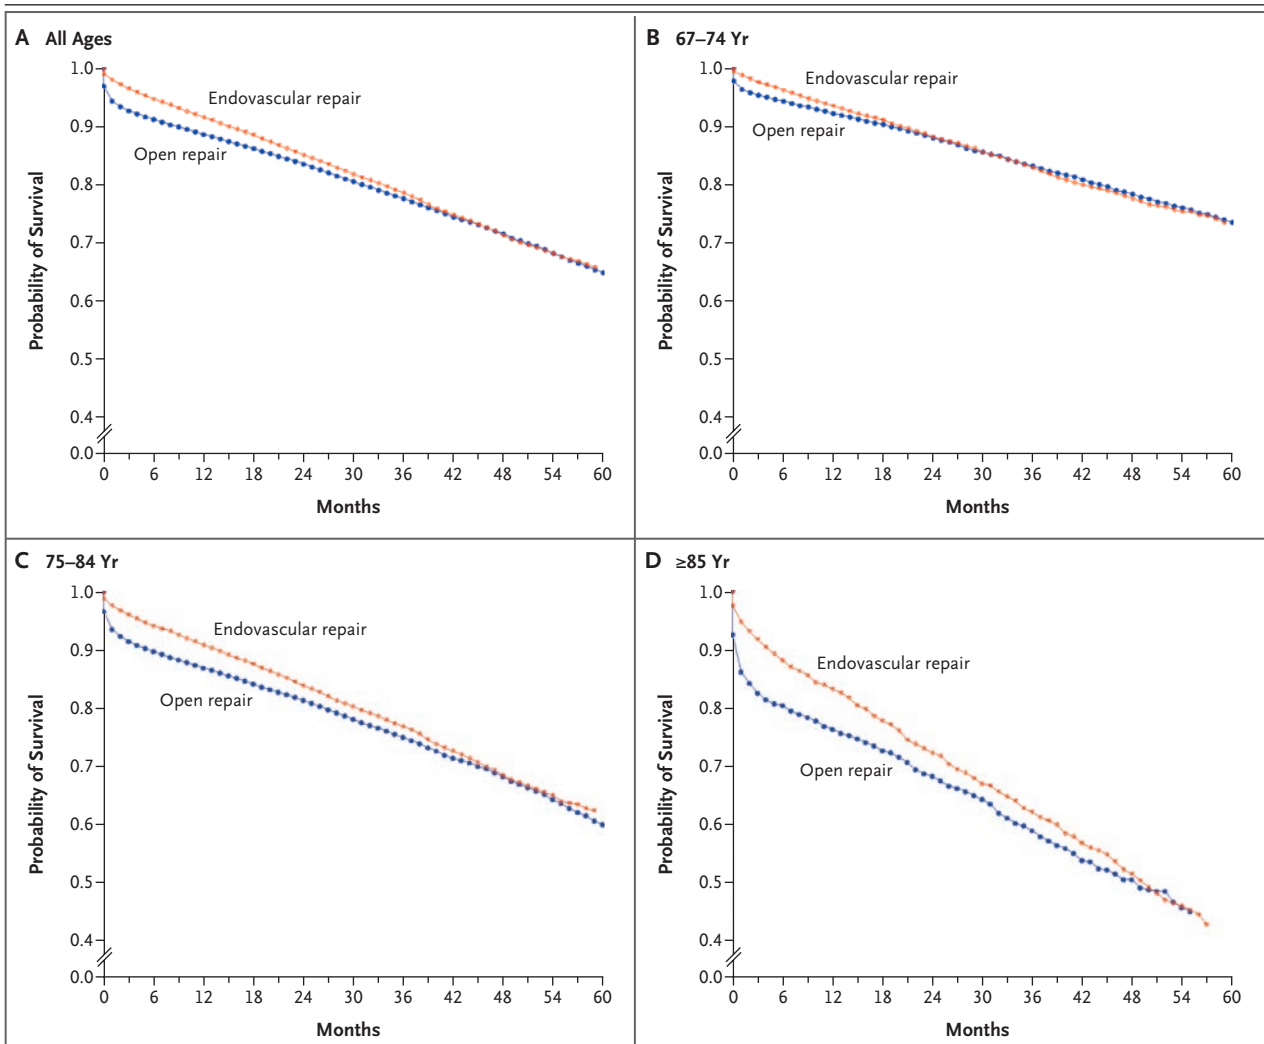 A All Ages
1.0
0.9
0.8
0.7
0.6
0.5
0.4
0.0
Probability of Survival
Endovascular repair
Open repair
0 6 12 18 24 30 36 42 48 54 60
Months
B 67–74 Yr
1.0
0.9
0.8
0.7
0.6
0.5
0.4
0.0
Probability of Survival
Endovascular repair
Open repair
0 6 12 18 24 30 36 42 48 54 60
Months
C 75–84 Yr
1.0
0.9
0.8
0.7
0.6
0.5
0.4
0.0
Probability of Survival
Endovascular repair
Open repair
0 6 12 18 24 30 36 42 48 54 60
Months
D ≥85 Yr
1.0
0.9
0.8
0.7
0.6
0.5
0.4
0.0
Probability of Survival
Endovascular repair
Open repair
0 6 12 18 24 30 36 42 48 54 60
Months